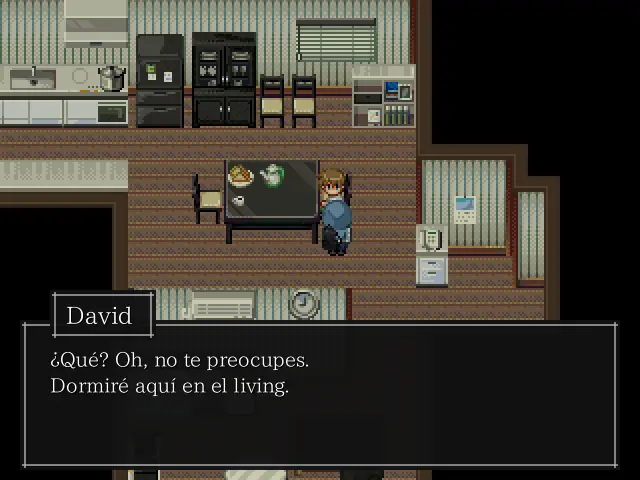 David
¿Qué? Oh, no te preocupes.
Dormiré aquí en el living.